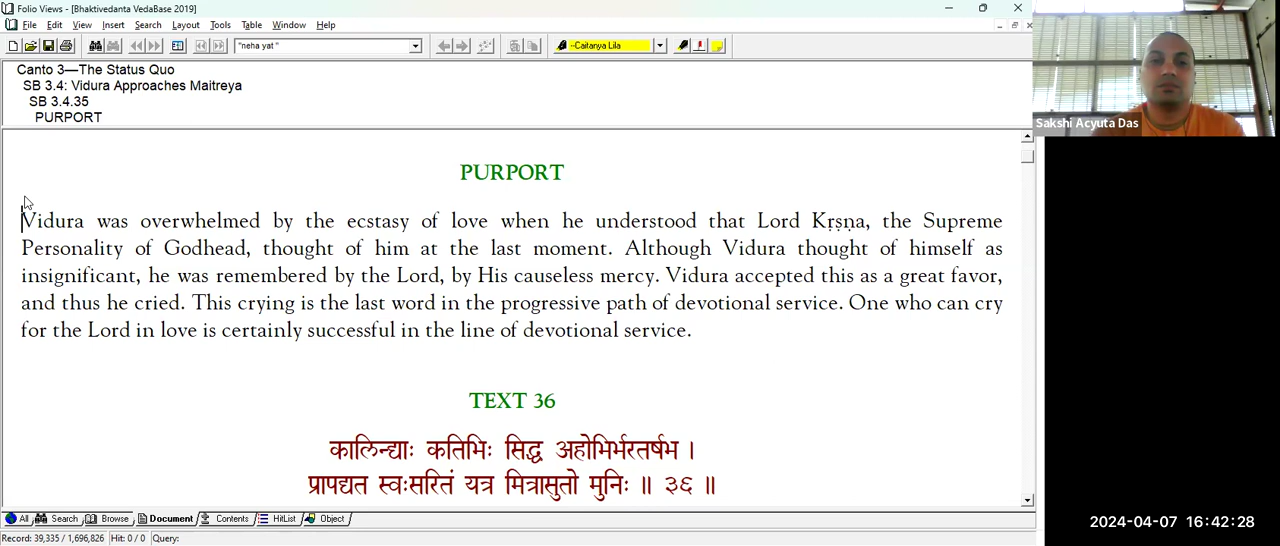 Folio Views - [Bhaktivedanta VedaBase 2019]
File Edit View Insert Search Layout Tools Table Window Help
"neha yat" --Caitanya Lila
Canto 3—The Status Quo
SB 3.4: Vidura Approaches Maitreya
SB 3.4.35
PURPORT
Sakshi Acyuta Das
PURPORT
Vidura was overwhelmed by the ecstasy of love when he understood that Lord Kṛṣṇa, the Supreme
Personality of Godhead, thought of him at the last moment. Although Vidura thought of himself as
insignificant, he was remembered by the Lord, by His causeless mercy. Vidura accepted this as a great favor,
and thus he cried. This crying is the last word in the progressive path of devotional service. One who can cry
for the Lord in love is certainly successful in the line of devotional service.
TEXT 36
कालिन्द्याः कतिभिः सिद्ध अहोभिर्भरतर्षभ ।
प्रापद्यत स्वःसरितं यत्र मित्रासुतो मुनिः ॥ ३६ ॥
All Search Browse Document Contents HitList Object
Record: 39,335 / 1,696,826 Hit: 0 / 0 Query:
2024-04-07 16:42:28